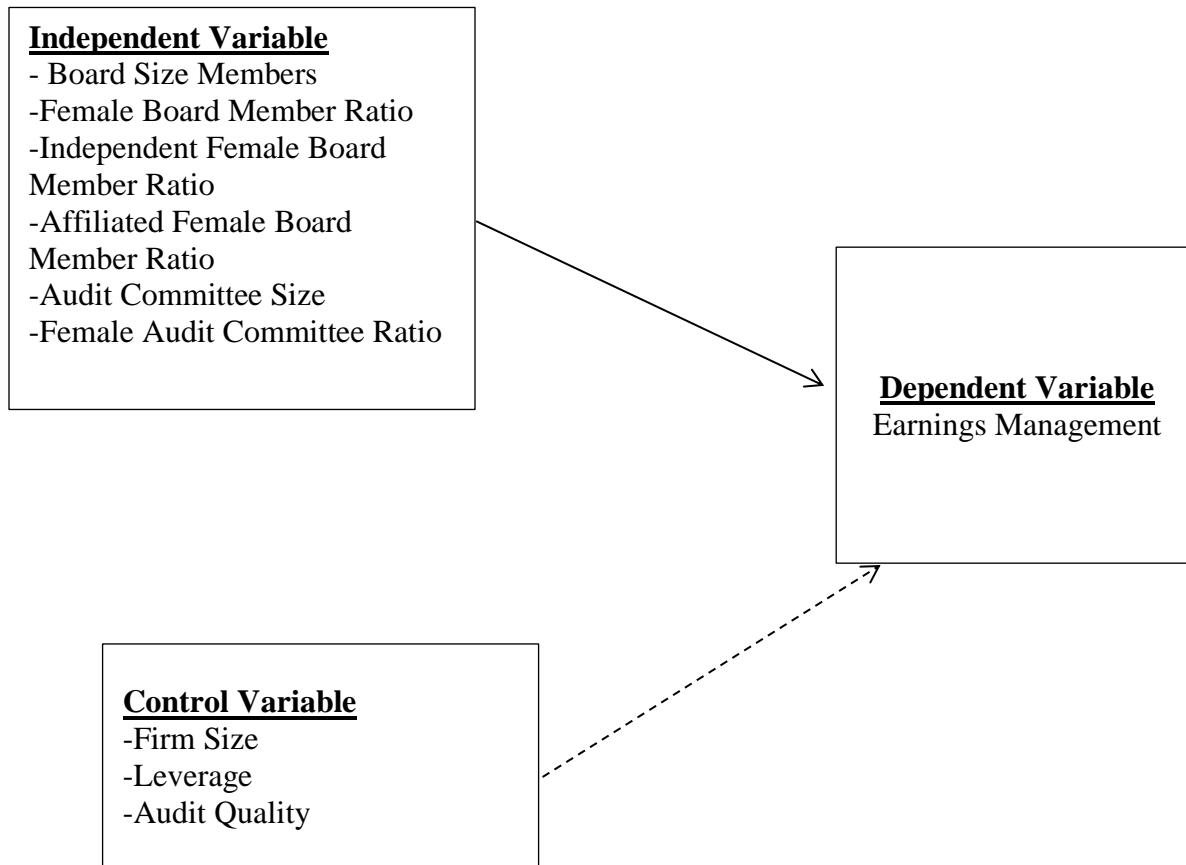 Independent Variable
- Board Size Members
-Female Board Member Ratio
-Independent Female Board
Member Ratio
-Affiliated Female Board
Member Ratio
-Audit Committee Size
-Female Audit Committee Ratio
Dependent Variable
Earnings Management
Control Variable
-Firm Size
-Leverage
-Audit Quality